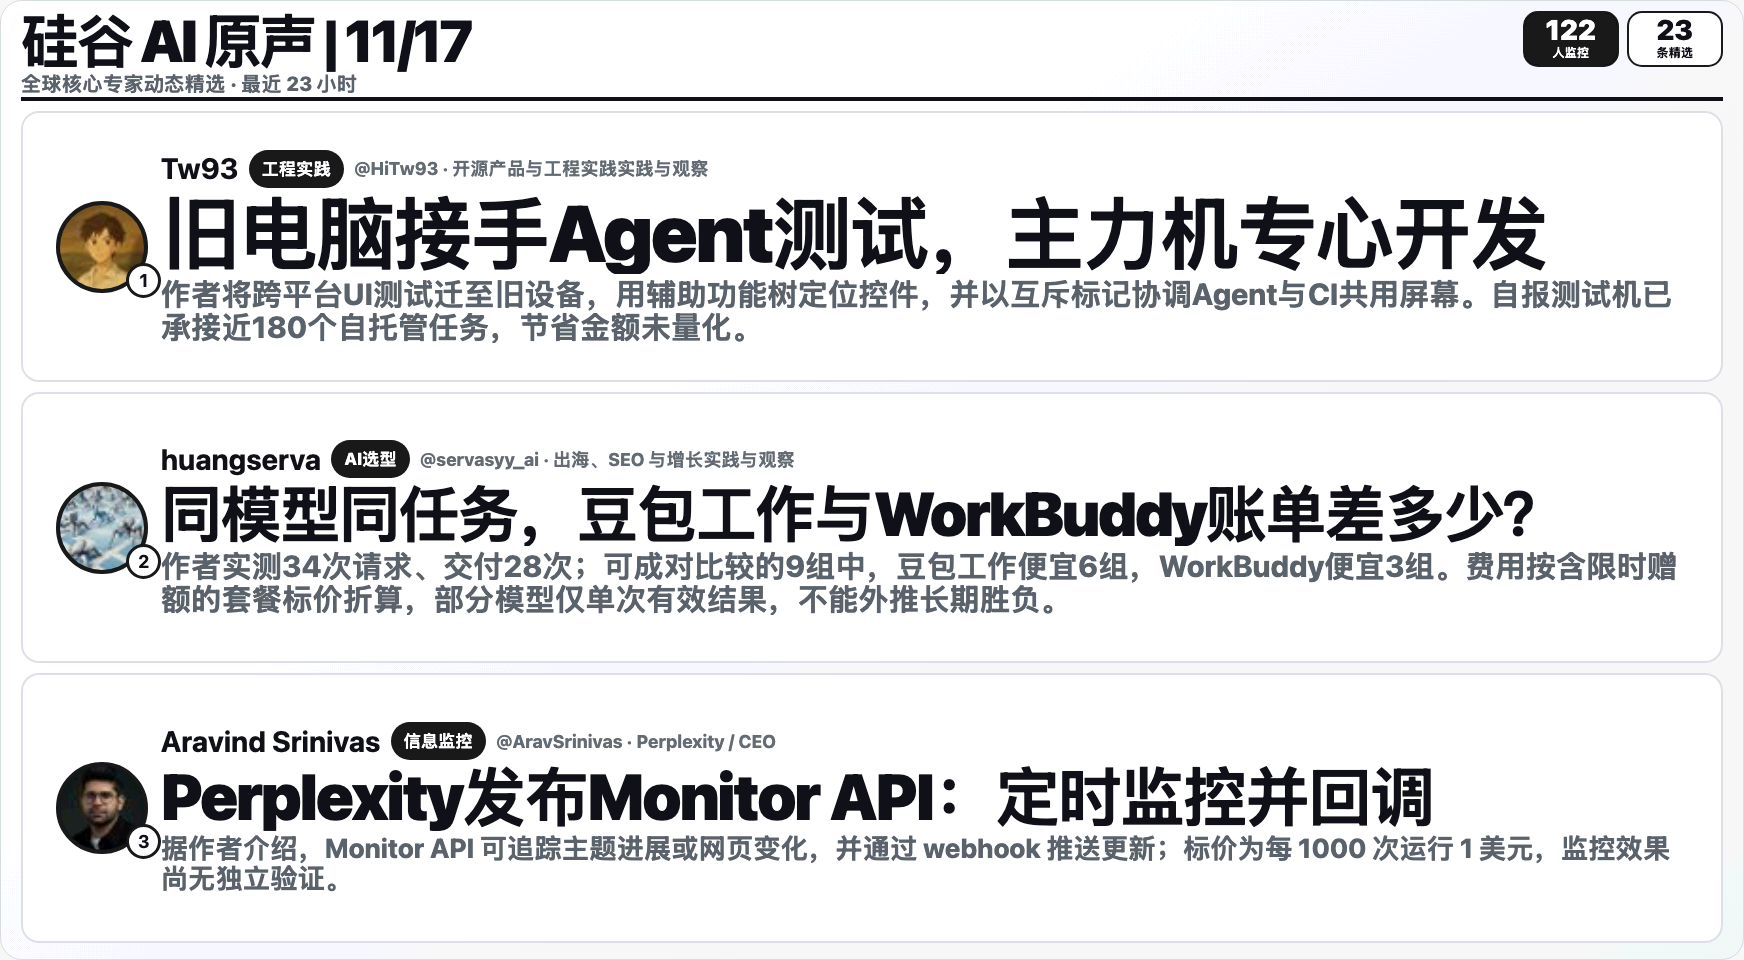 硅谷 AI 原声 | 11/17
全球核心专家动态精选 · 最近 23 小时
122
人监控
23
条精选
Tw93 工程实践 @HiTw93 · 开源产品与工程实践实践与观察
旧电脑接手Agent测试，主力机专心开发
1
作者将跨平台UI测试迁至旧设备，用辅助功能树定位控件，并以互斥标记协调Agent与CI共用屏幕。自报测试机已
承接近180个自托管任务，节省金额未量化。
huangserva AI选型 @servasyy_ai · 出海、SEO 与增长实践与观察
同模型同任务，豆包工作与WorkBuddy账单差多少？
2
作者实测34次请求、交付28次；可成对比较的9组中，豆包工作便宜6组，WorkBuddy便宜3组。费用按含限时赠
额的套餐标价折算，部分模型仅单次有效结果，不能外推长期胜负。
Aravind Srinivas 信息监控 @AravSrinivas · Perplexity / CEO
Perplexity发布Monitor API：定时监控并回调
3
据作者介绍，Monitor API 可追踪主题进展或网页变化，并通过 webhook 推送更新；标价为每 1000 次运行 1 美元，监控效果
尚无独立验证。